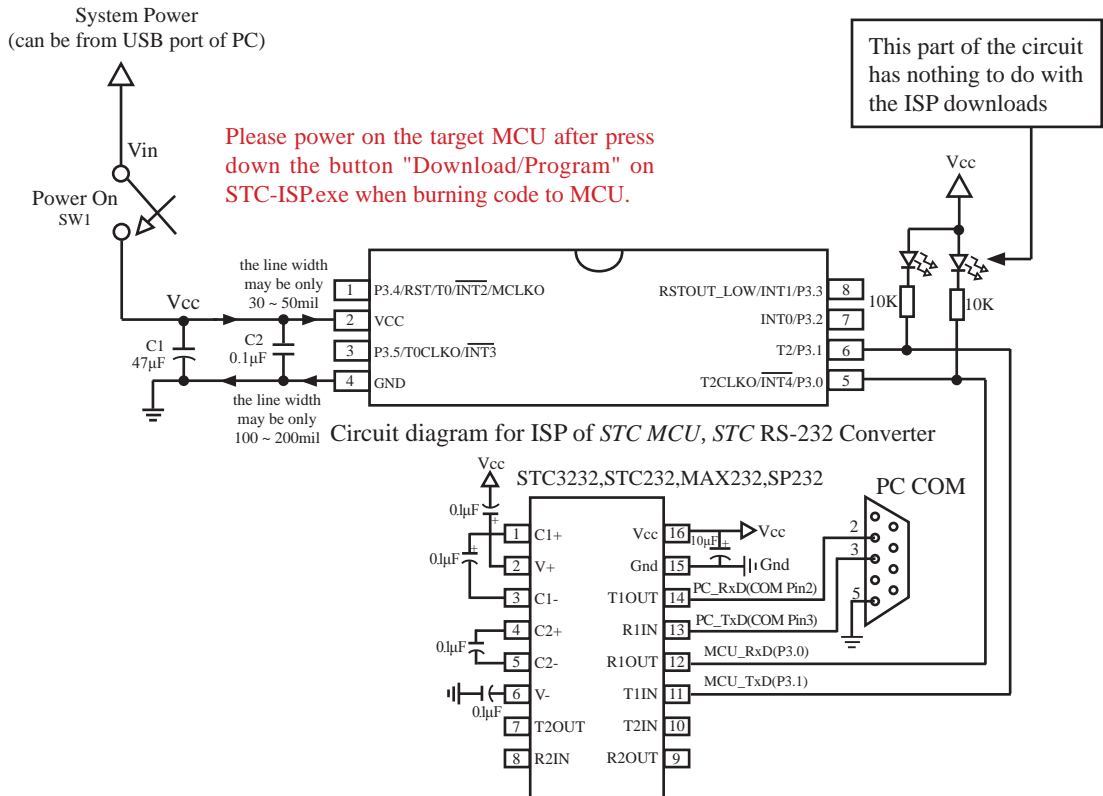 System Power
(can be from USB port of PC)
This part of the circuit
has nothing to do with
the ISP downloads
Vin
Please power on the target MCU after press
down the button "Download/Program" on
STC-ISP.exe when burning code to MCU.
Power On
SW1
Vcc
the line width
may be only
30 ~ 50mil
Vcc
C1
47μF
C2
0.1μF
the line width
may be only
100 ~ 200mil
1 P3.4/RST/T0/INT2/MCLKO
2 VCC
3 P3.5/T0CLKO/INT3
4 GND
RSTOUT_LOW/INT1/P3.3 8
INT0/P3.2 7
T2/P3.1 6
T2CLKO/INT4/P3.0 5
10K
10K
Circuit diagram for ISP of STC MCU, STC RS-232 Converter
STC3232,STC232,MAX232,SP232
PC COM
Vcc
0.1μF
+
0.1μF
+
0.1μF
0.1μF
1 C1+
2 V+
3 C1-
4 C2+
5 C2-
6 V-
7 T2OUT
8 R2IN
Vcc 16
Gnd 15
T1OUT 14
R1IN 13
R1OUT 12
T1IN 11
T2IN 10
R2OUT 9
Vcc
10μF
+
Gnd
PC_RxD(COM Pin2)
PC_TxD(COM Pin3)
MCU_RxD(P3.0)
MCU_TxD(P3.1)
2
3
5